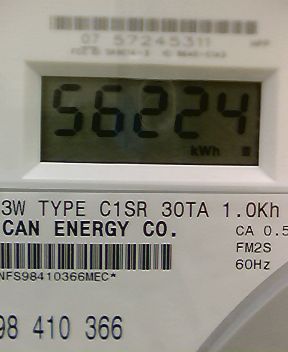 07 57245311
56224
kWh
3W TYPE C1SR 30TA 1.0Kh
CAN ENERGY CO.
CA 0.5
FM2S
60Hz
NFS98410366MEC*
98 410 366